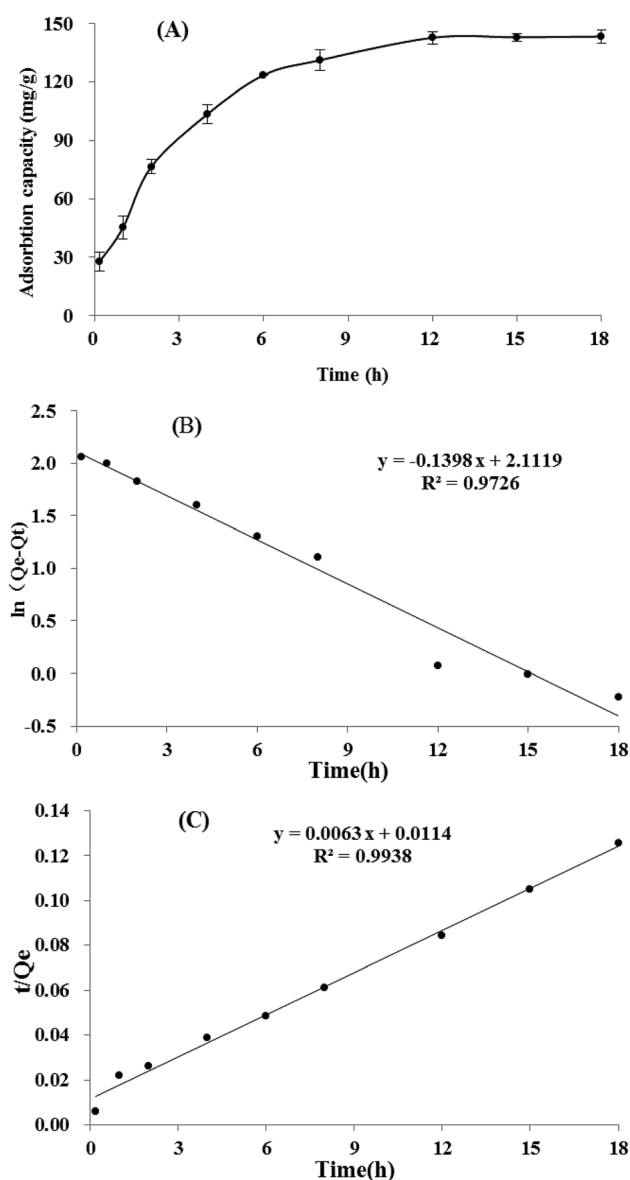 (A)
Adsorbtion capacity (mg/g)
150
120
90
60
30
0
0 3 6 9 12 15 18
Time (h)
(B)
y = -0.1398 x + 2.1119
R² = 0.9726
ln（Qe-Qt)
2.5
2.0
1.5
1.0
0.5
0.0
-0.5
0 3 6 9 12 15 18
Time(h)
(C)
y = 0.0063 x + 0.0114
R² = 0.9938
t/Qe
0.14
0.12
0.10
0.08
0.06
0.04
0.02
0.00
0 3 6 9 12 15 18
Time(h)